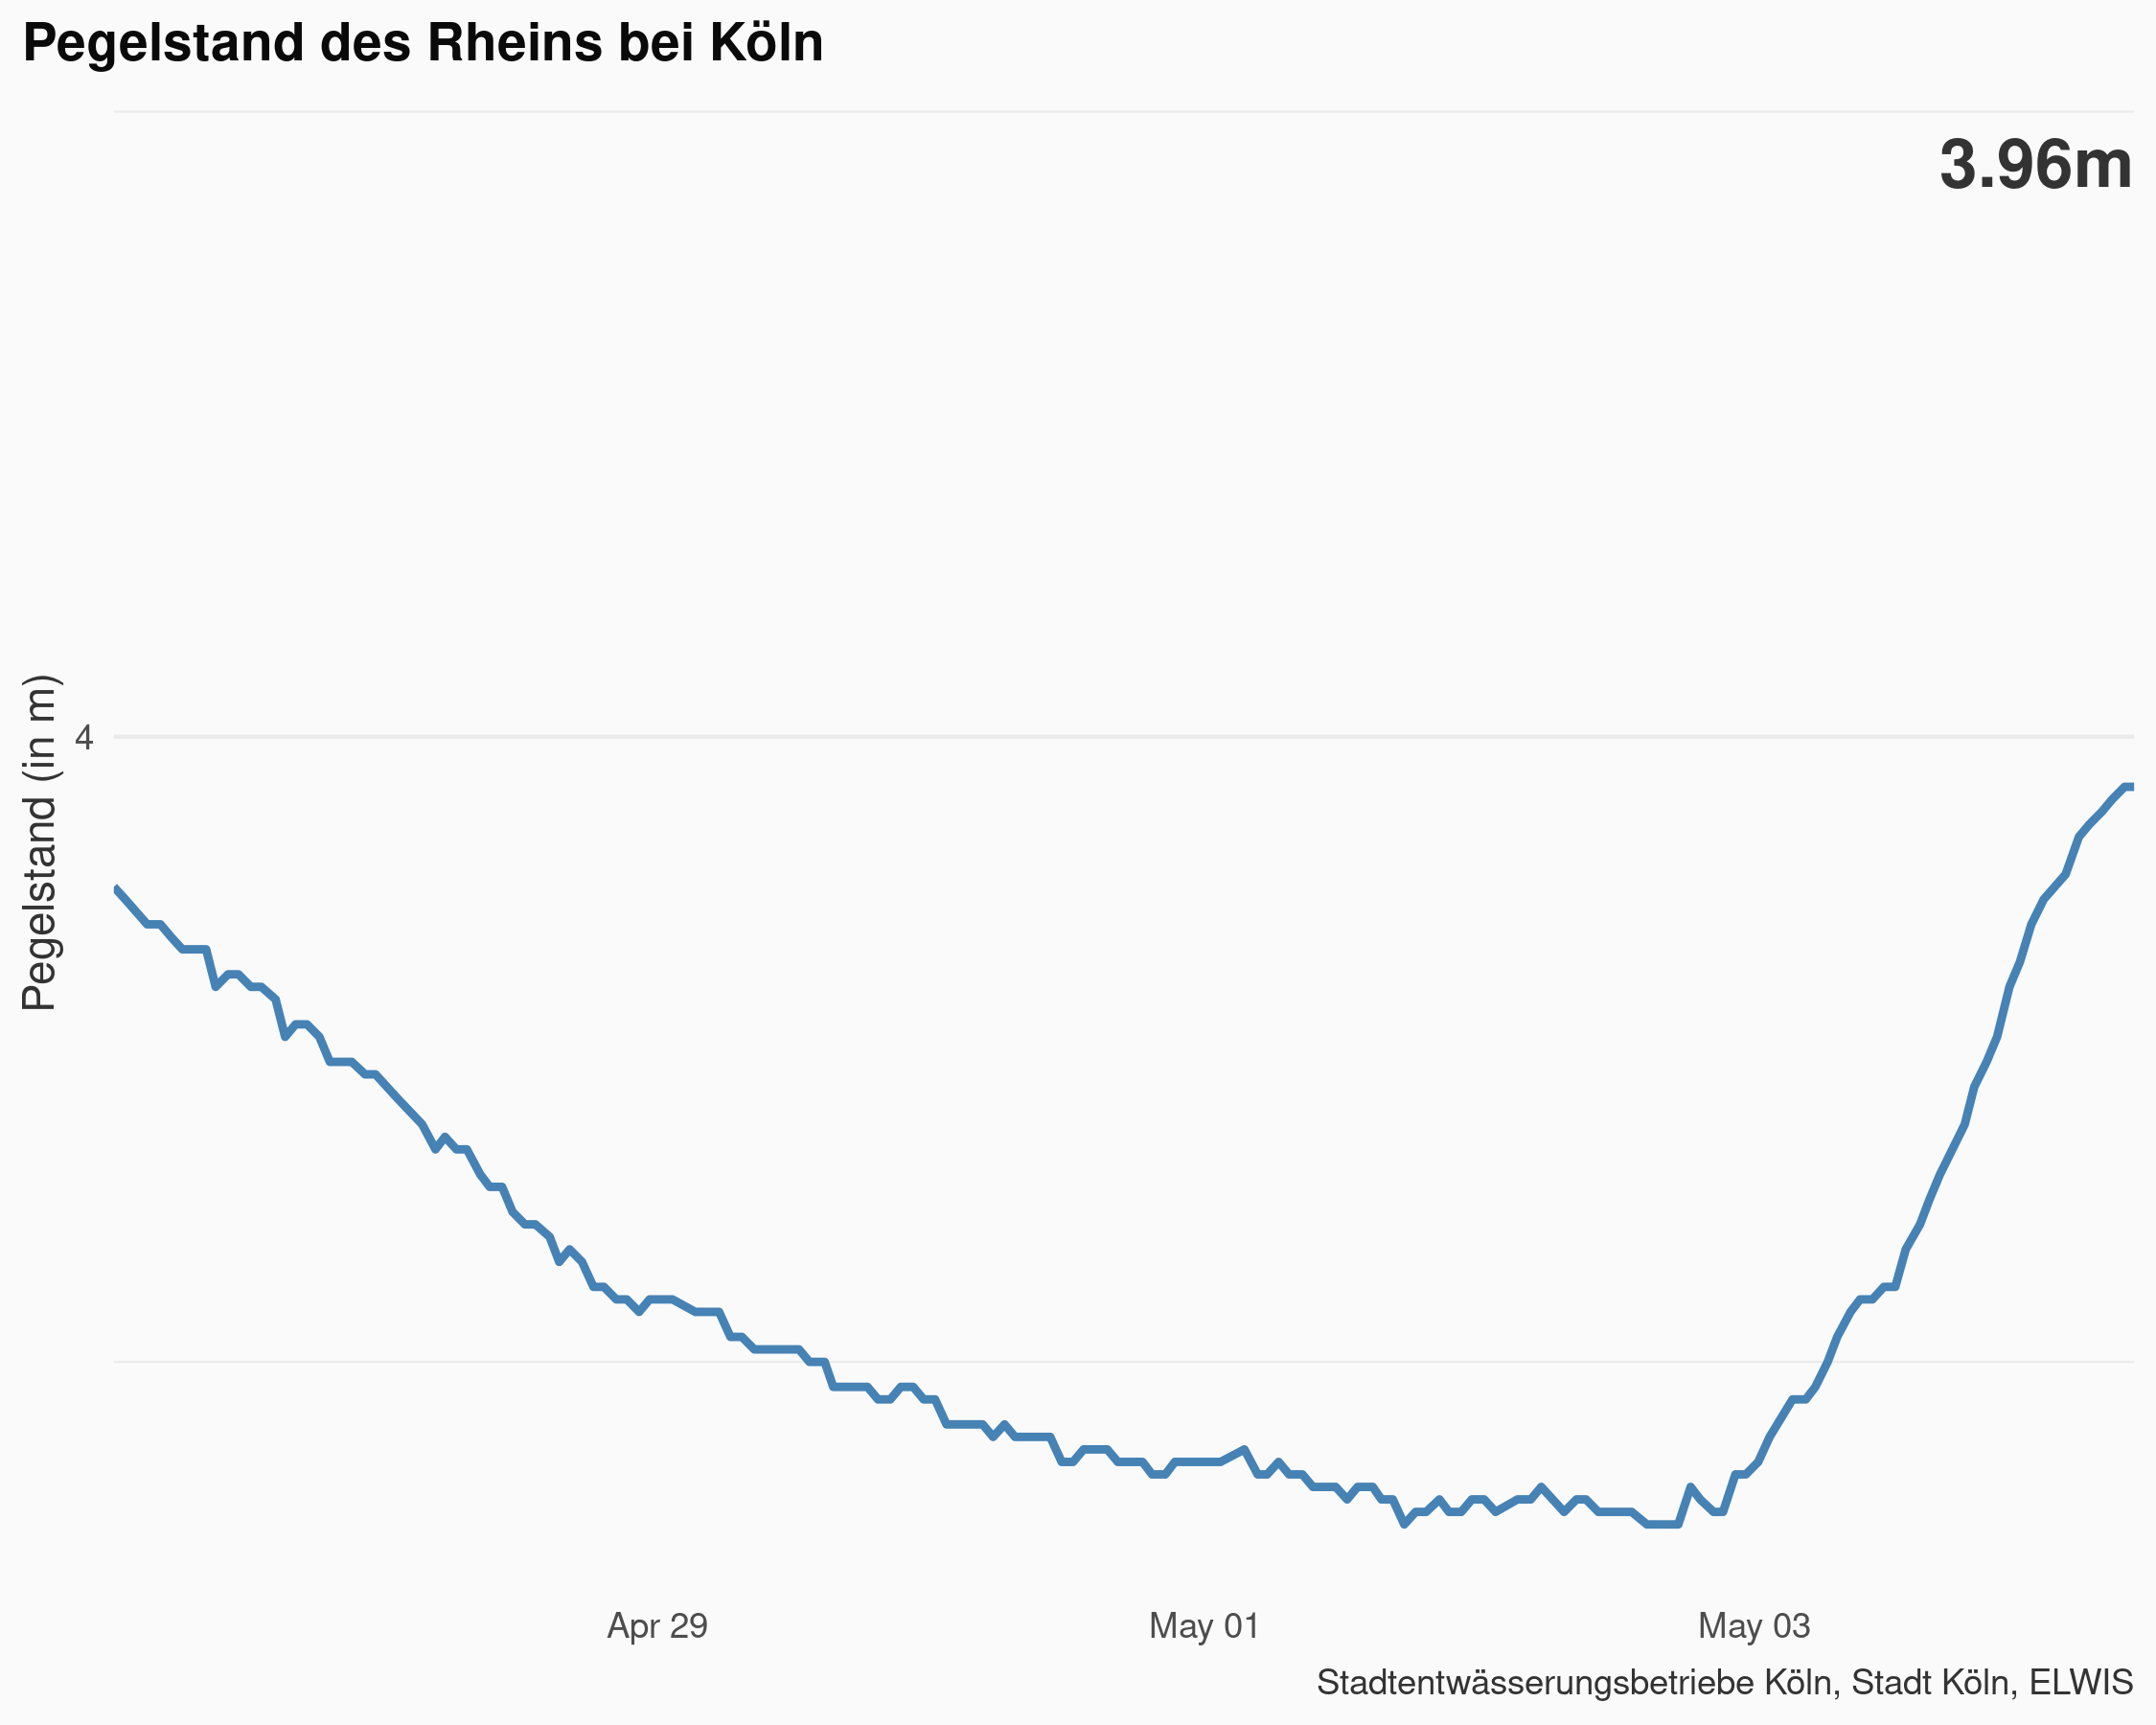 Pegelstand des Rheins bei Köln
3.96m
Pegelstand (in m)
4
Apr 29
May 01
May 03
Stadtentwässerungsbetriebe Köln, Stadt Köln, ELWIS